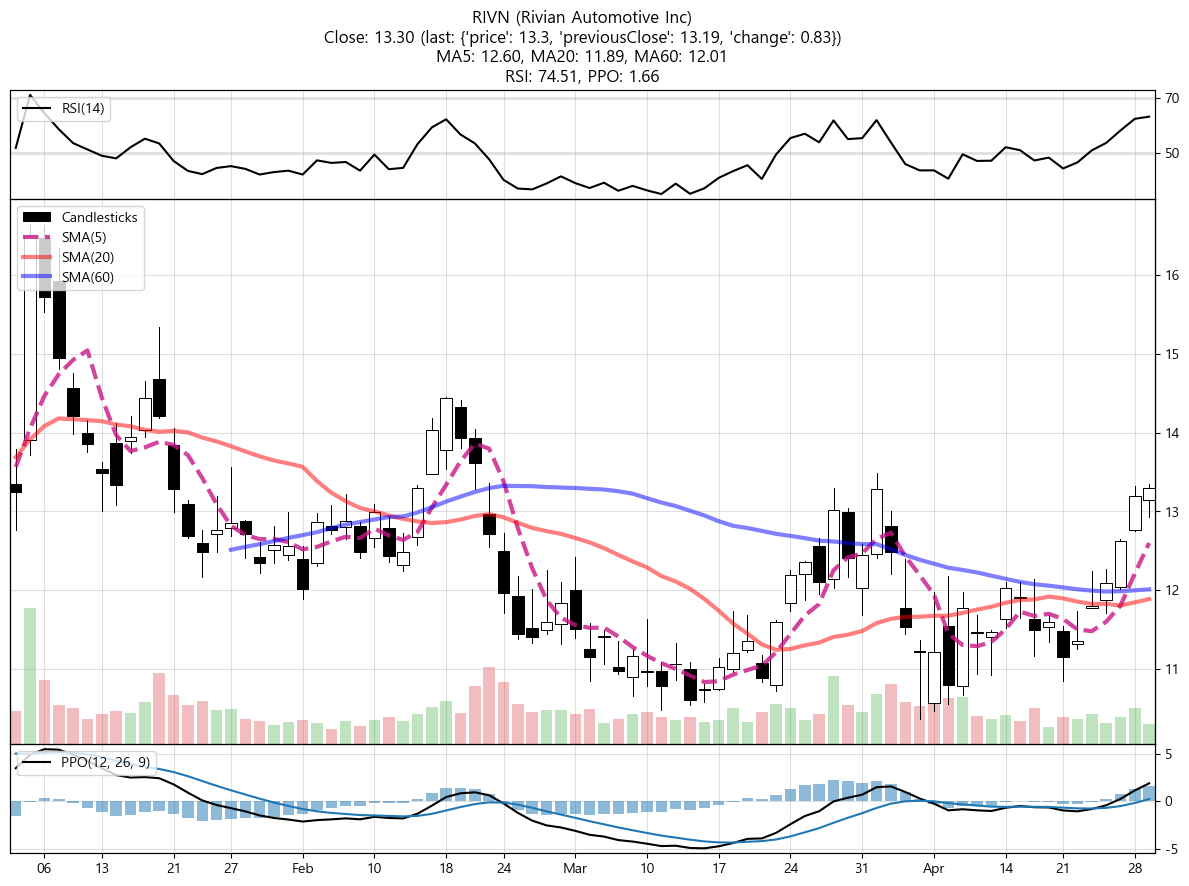 RIVN (Rivian Automotive Inc)
Close: 13.30 (last: {'price': 13.3, 'previousClose': 13.19, 'change': 0.83})
MA5: 12.60, MA20: 11.89, MA60: 12.01
RSI: 74.51, PPO: 1.66
RSI(14)
70
50
Candlesticks
SMA(5)
SMA(20)
SMA(60)
16
15
14
13
12
11
PPO(12, 26, 9)
5
0
-5
06 13 21 27 Feb 10 18 24 Mar 10 17 24 31 Apr 14 21 28